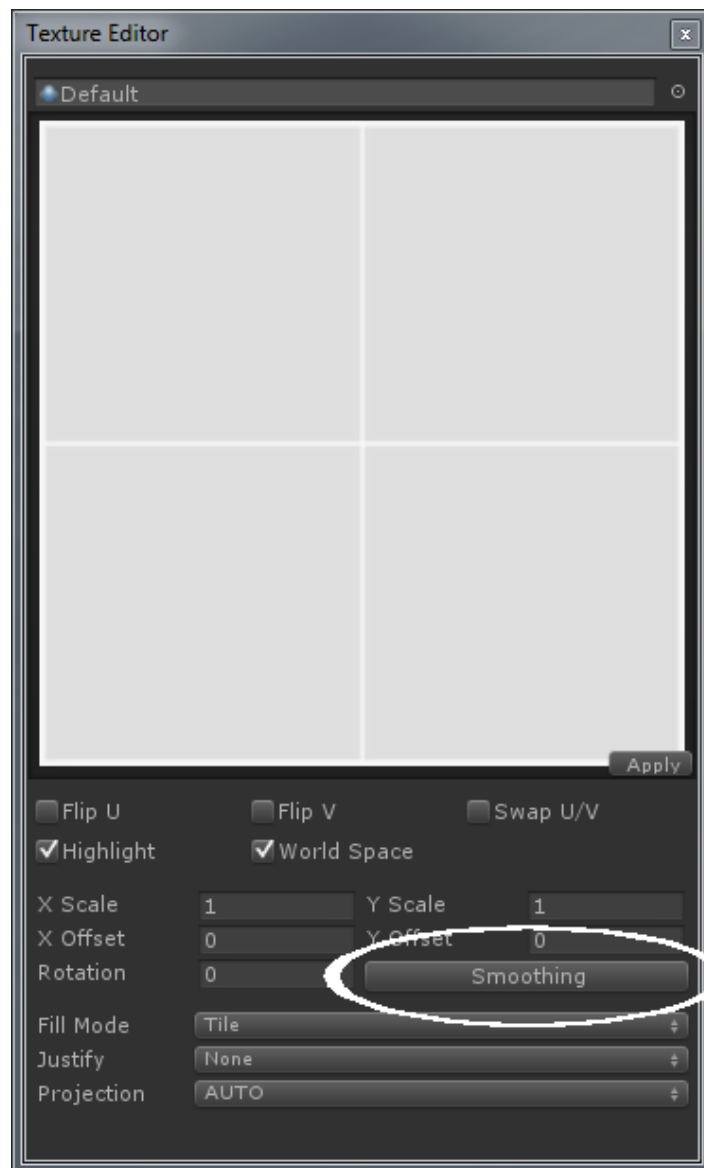 Texture Editor
Default
Apply
Flip U Flip V Swap U/V
Highlight World Space
X Scale 1 Y Scale 1
X Offset 0 Y Offset 0
Rotation 0 Smoothing
Fill Mode Tile
Justify None
Projection AUTO